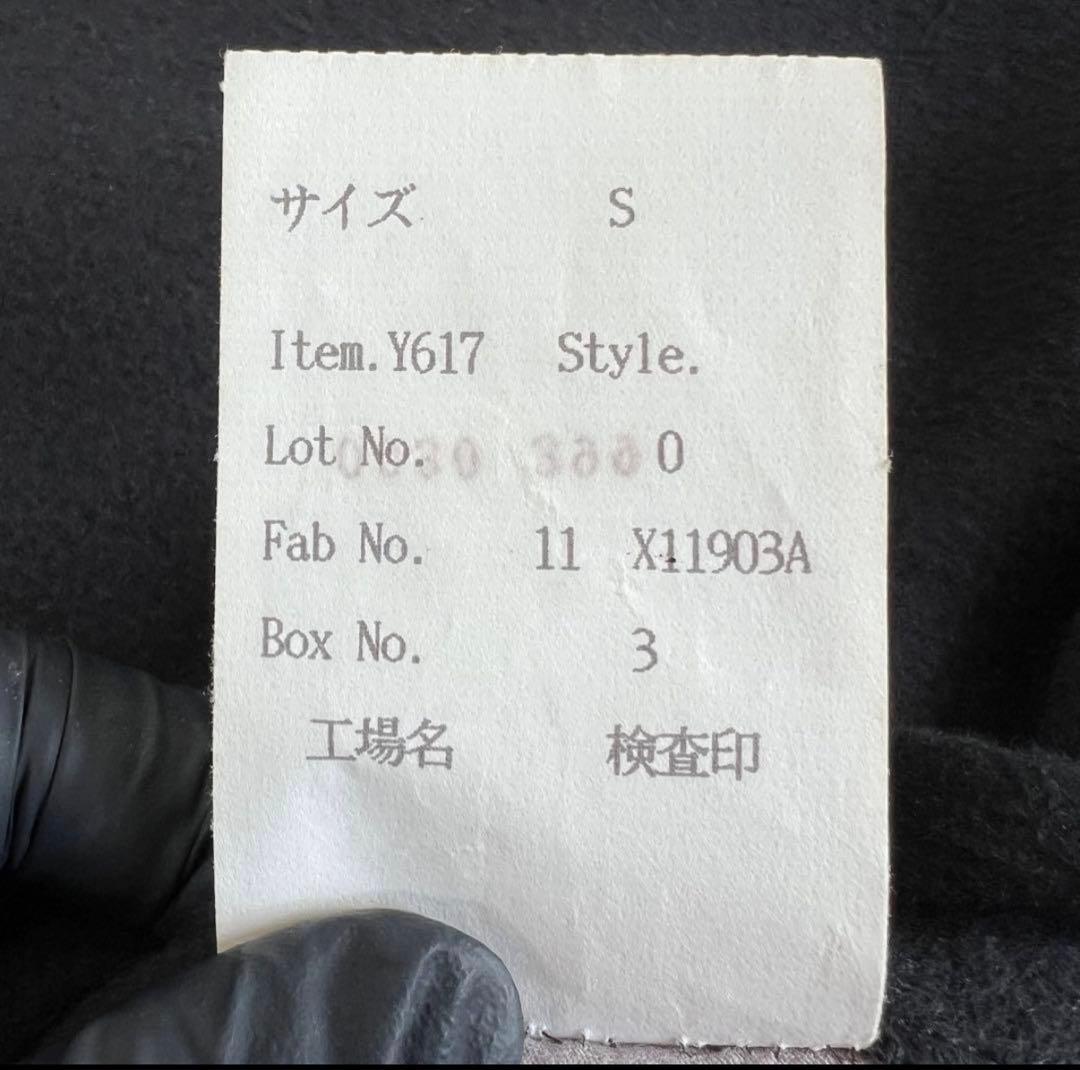 サイズ S
Item.Y617 Style.
Lot No. 0
Fab No. 11 X11903A
Box No. 3
工場名 検査印